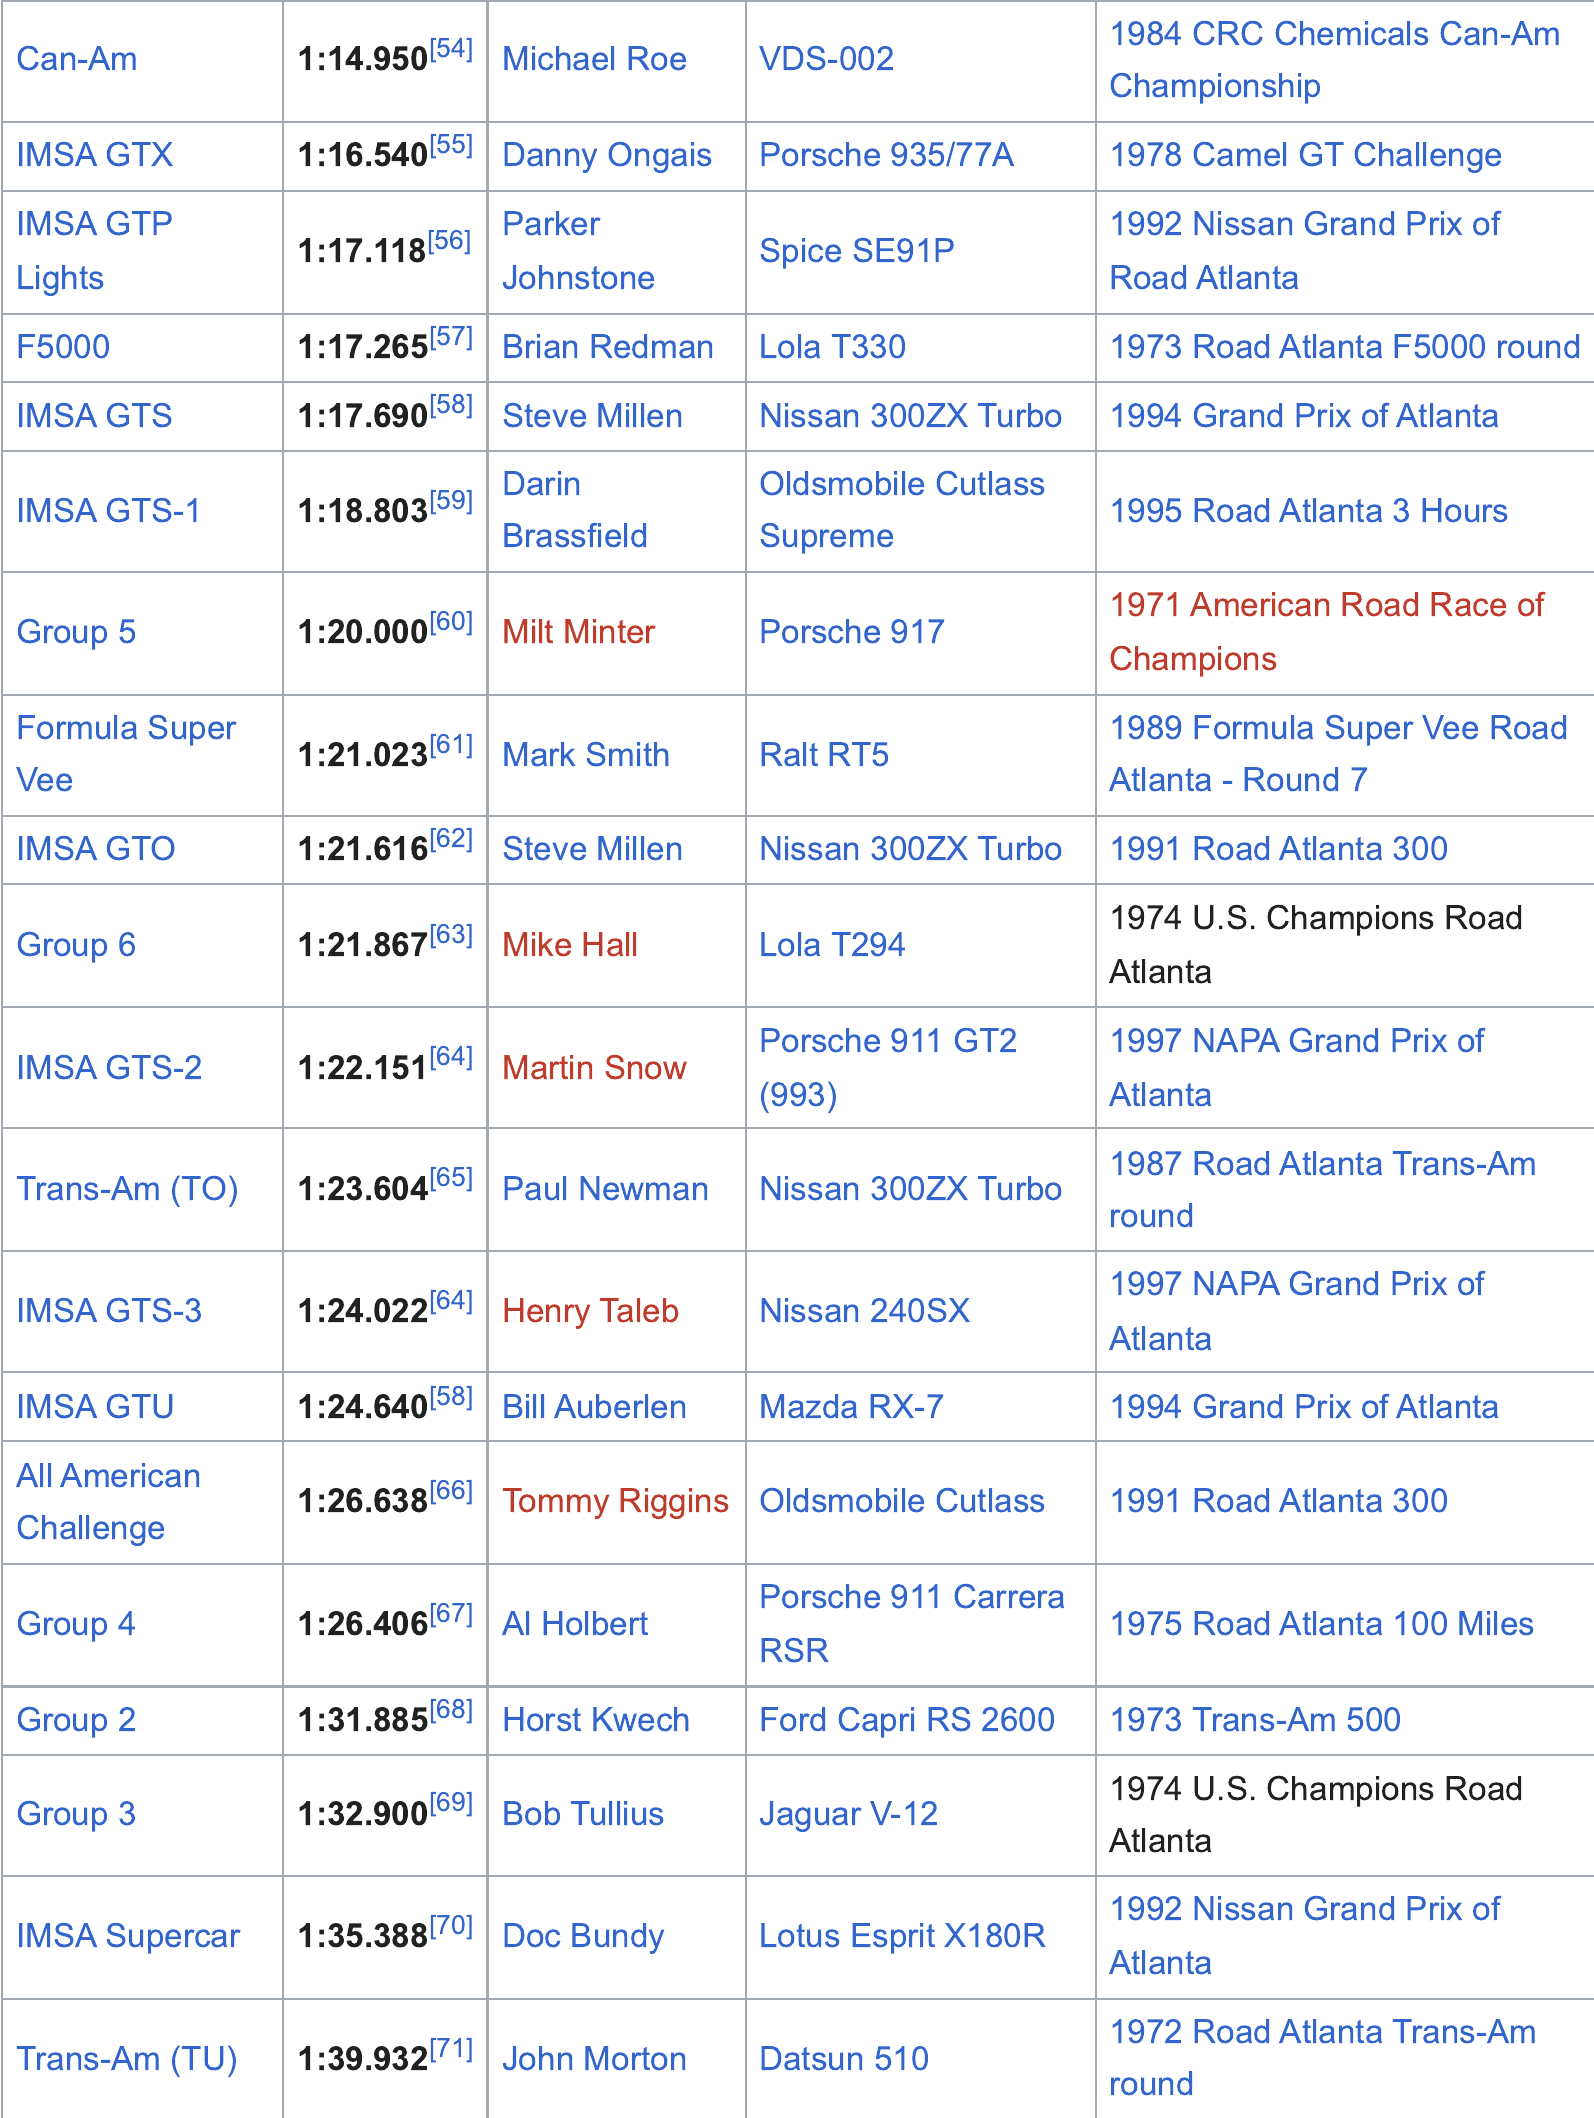 Can-Am 1:14.950[54] Michael Roe VDS-002 1984 CRC Chemicals Can-Am
Championship
IMSA GTX 1:16.540[55] Danny Ongais Porsche 935/77A 1978 Camel GT Challenge
IMSA GTP
Lights 1:17.118[56] Parker
Johnstone Spice SE91P 1992 Nissan Grand Prix of
Road Atlanta
F5000 1:17.265[57] Brian Redman Lola T330 1973 Road Atlanta F5000 round
IMSA GTS 1:17.690[58] Steve Millen Nissan 300ZX Turbo 1994 Grand Prix of Atlanta
IMSA GTS-1 1:18.803[59] Darin
Brassfield Oldsmobile Cutlass
Supreme 1995 Road Atlanta 3 Hours
Group 5 1:20.000[60] Milt Minter Porsche 917 1971 American Road Race of
Champions
Formula Super
Vee 1:21.023[61] Mark Smith Ralt RT5 1989 Formula Super Vee Road
Atlanta - Round 7
IMSA GTO 1:21.616[62] Steve Millen Nissan 300ZX Turbo 1991 Road Atlanta 300
Group 6 1:21.867[63] Mike Hall Lola T294 1974 U.S. Champions Road
Atlanta
IMSA GTS-2 1:22.151[64] Martin Snow Porsche 911 GT2
(993) 1997 NAPA Grand Prix of
Atlanta
Trans-Am (TO) 1:23.604[65] Paul Newman Nissan 300ZX Turbo 1987 Road Atlanta Trans-Am
round
IMSA GTS-3 1:24.022[64] Henry Taleb Nissan 240SX 1997 NAPA Grand Prix of
Atlanta
IMSA GTU 1:24.640[58] Bill Auberlen Mazda RX-7 1994 Grand Prix of Atlanta
All American
Challenge 1:26.638[66] Tommy Riggins Oldsmobile Cutlass 1991 Road Atlanta 300
Group 4 1:26.406[67] Al Holbert Porsche 911 Carrera
RSR 1975 Road Atlanta 100 Miles
Group 2 1:31.885[68] Horst Kwech Ford Capri RS 2600 1973 Trans-Am 500
Group 3 1:32.900[69] Bob Tullius Jaguar V-12 1974 U.S. Champions Road
Atlanta
IMSA Supercar 1:35.388[70] Doc Bundy Lotus Esprit X180R 1992 Nissan Grand Prix of
Atlanta
Trans-Am (TU) 1:39.932[71] John Morton Datsun 510 1972 Road Atlanta Trans-Am
round